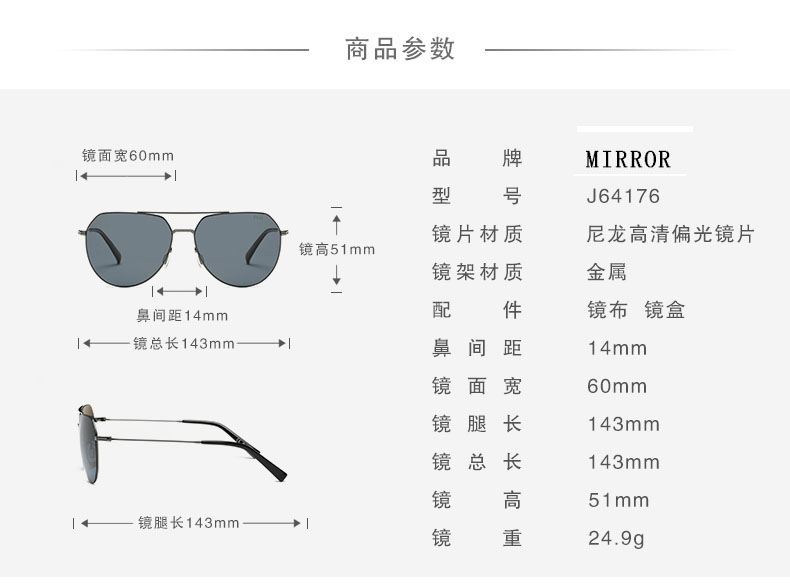 商品参数
镜面宽60mm
镜高51mm
鼻间距14mm
镜总长143mm
镜腿长143mm
品牌 MIRROR
型号 J64176
镜片材质 尼龙高清偏光镜片
镜架材质 金属
配件 镜布 镜盒
鼻间距 14mm
镜面宽 60mm
镜腿长 143mm
镜总长 143mm
镜高 51mm
镜重 24.9g